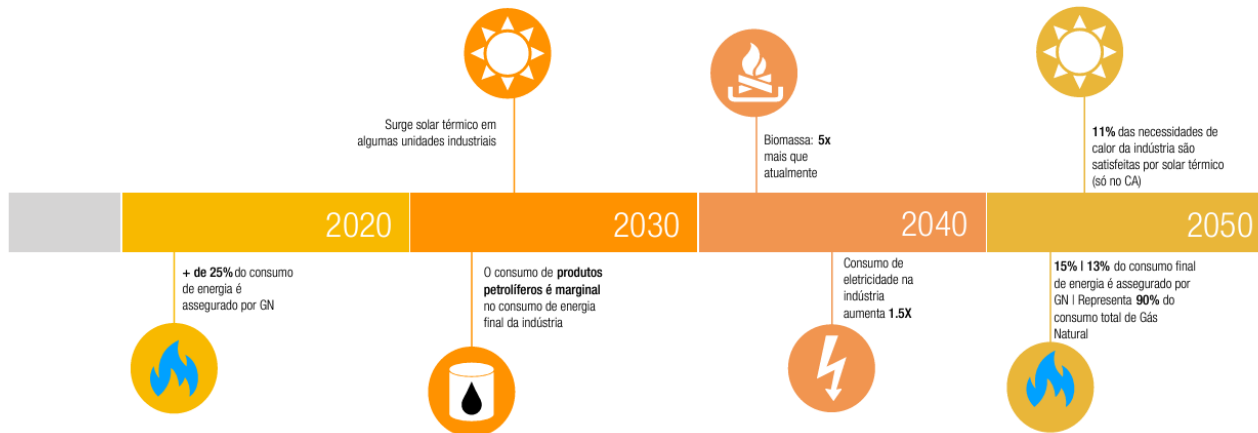 Surge solar térmico em
algumas unidades industriais
Biomassa: 5x
mais que
atualmente
11% das necessidades de
calor da indústria são
satisfeitas por solar térmico
(só no CA)
2020
2030
2040
2050
+ de 25% do consumo
de energia é
assegurado por GN
O consumo de produtos
petrolíferos é marginal
no consumo de energia
final da indústria
Consumo de
eletricidade na
indústria
aumenta 1.5X
15% | 13% do consumo final
de energia é assegurado por
GN | Representa 90% do
consumo total de Gás
Natural